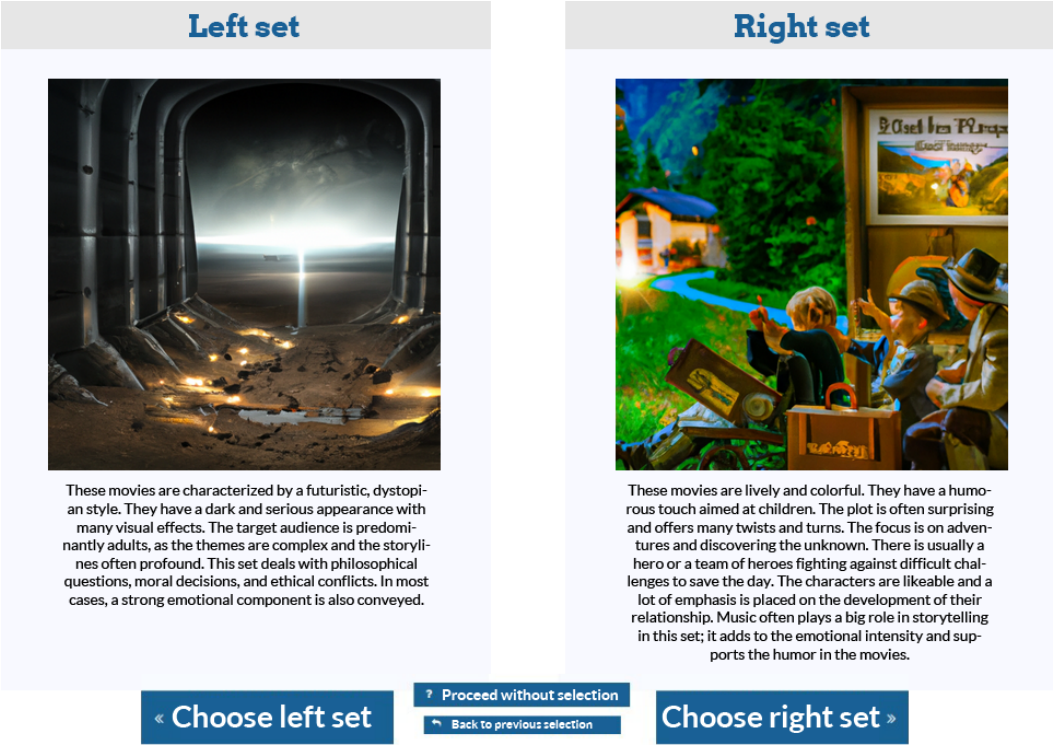 Left set
These movies are characterized by a futuristic, dystopi-
an style. They have a dark and serious appearance with
many visual effects. The target audience is predomi-
nantly adults, as the themes are complex and the storyli-
nes often profound. This set deals with philosophical
questions, moral decisions, and ethical conflicts. In most
cases, a strong emotional component is also conveyed.
Right set
These movies are lively and colorful. They have a humo-
rous touch aimed at children. The plot is often surprising
and offers many twists and turns. The focus is on adven-
tures and discovering the unknown. There is usually a
hero or a team of heroes fighting against difficult chal-
lenges to save the day. The characters are likeable and a
lot of emphasis is placed on the development of their
relationship. Music often plays a big role in storytelling
in this set; it adds to the emotional intensity and sup-
ports the humor in the movies.
« Choose left set
? Proceed without selection
Back to previous selection
Choose right set »